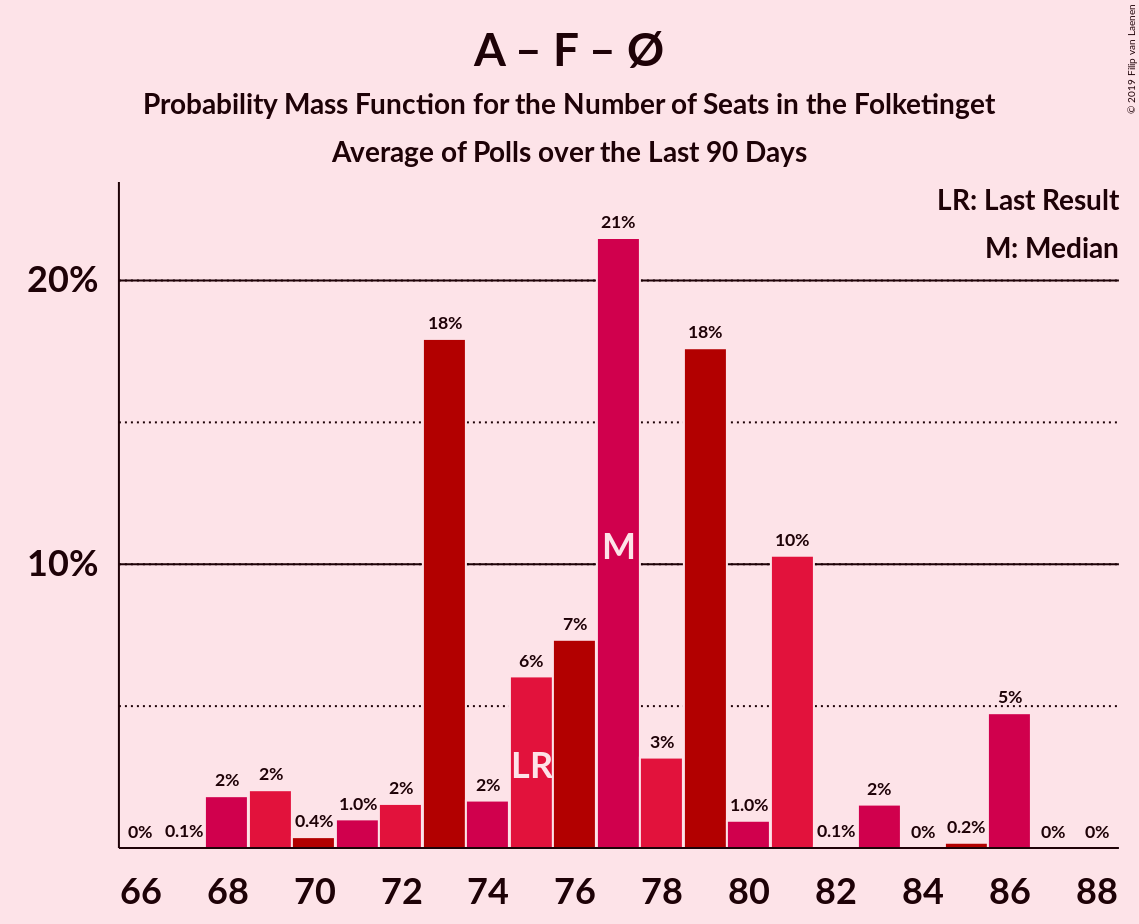 A – F – Ø
Probability Mass Function for the Number of Seats in the Folketinget
Average of Polls over the Last 90 Days
© 2019 Filip van Laenen
LR: Last Result
M: Median
20%
10%
0%
0.1%
2%
2%
0.4%
1.0%
2%
18%
2%
6%
7%
21%
3%
18%
1.0%
10%
0.1%
2%
0%
0.2%
5%
0%
0%
LR
M
66 68 70 72 74 76 78 80 82 84 86 88